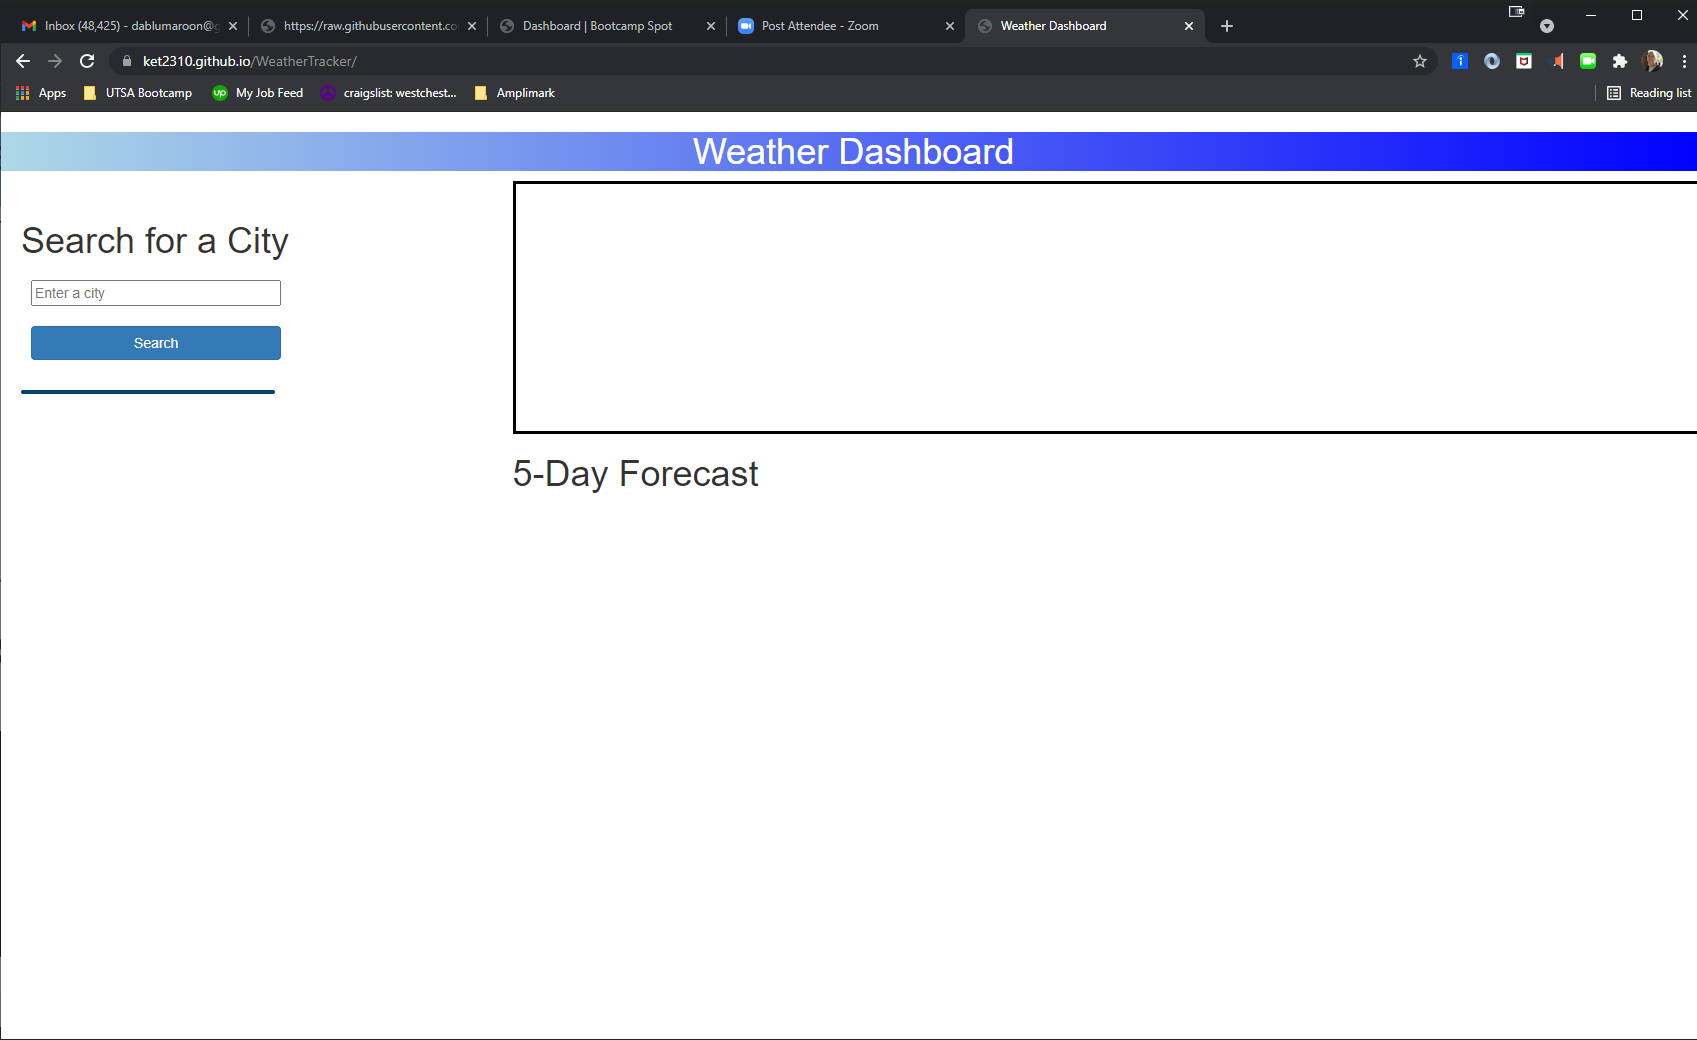 Inbox (48,425) - dablumaroon@g
https://raw.githubusercontent.co
Dashboard | Bootcamp Spot
Post Attendee - Zoom
Weather Dashboard
ket2310.github.io/WeatherTracker/
Apps
UTSA Bootcamp
up My Job Feed
craigslist: westchest...
Amplimark
Reading list
Weather Dashboard
Search for a City
Enter a city
Search
5-Day Forecast